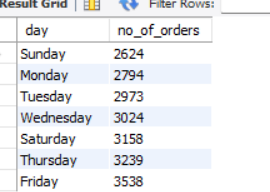 Result Grid Filter Rows:
day no_of_orders
Sunday 2624
Monday 2794
Tuesday 2973
Wednesday 3024
Saturday 3158
Thursday 3239
Friday 3538